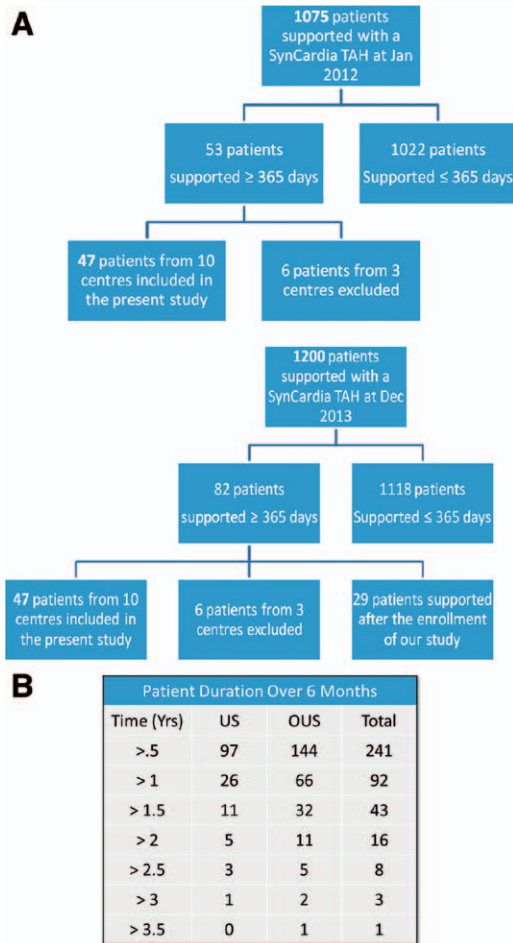 A
1075 patients
supported with a
SynCardia TAH at Jan
2012
53 patients
supported ≥ 365 days
1022 patients
Supported ≤ 365 days
47 patients from 10
centres included in
the present study
6 patients from 3
centres excluded
1200 patients
supported with a
SynCardia TAH at Dec
2013
82 patients
supported ≥ 365 days
1118 patients
Supported ≤ 365 days
47 patients from 10
centres included in
the present study
6 patients from 3
centres excluded
29 patients supported
after the enrollment
of our study
B
Patient Duration Over 6 Months
Time (Yrs) US OUS Total
>.5 97 144 241
> 1 26 66 92
> 1.5 11 32 43
> 2 5 11 16
> 2.5 3 5 8
> 3 1 2 3
> 3.5 0 1 1